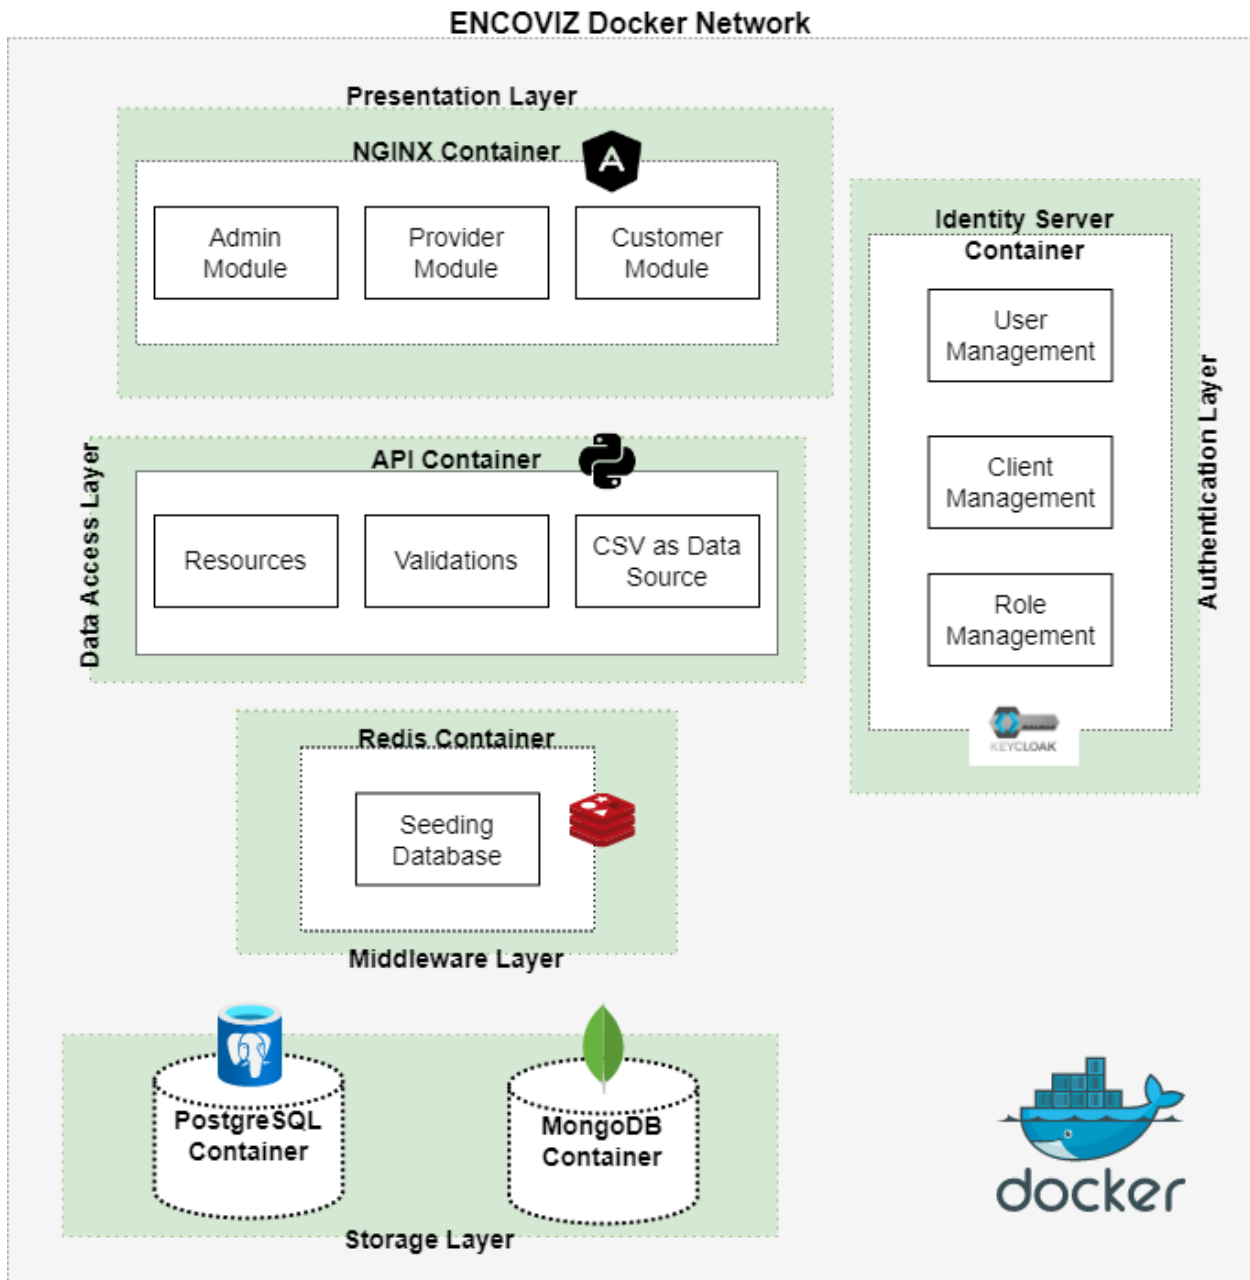 ENCOVIZ Docker Network
Presentation Layer
NGINX Container
A
Admin
Module
Provider
Module
Customer
Module
Identity Server
Container
User
Management
Client
Management
Role
Management
KEYCLOAK
Authentication Layer
Data Access Layer
API Container
Resources
Validations
CSV as Data
Source
Redis Container
Seeding
Database
Middleware Layer
PostgreSQL
Container
MongoDB
Container
Storage Layer
docker